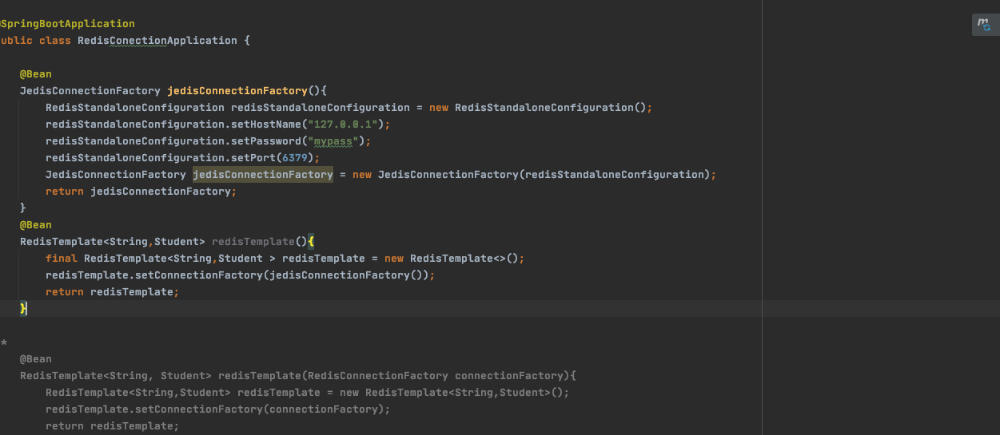 @SpringBootApplication
ublic class RedisConectionApplication {
@Bean
JedisConnectionFactory jedisConnectionFactory(){
RedisStandaloneConfiguration redisStandaloneConfiguration = new RedisStandaloneConfiguration();
redisStandaloneConfiguration.setHostName("127.0.0.1");
redisStandaloneConfiguration.setPassword("mypass");
redisStandaloneConfiguration.setPort(6379);
JedisConnectionFactory jedisConnectionFactory = new JedisConnectionFactory(redisStandaloneConfiguration);
return jedisConnectionFactory;
}
@Bean
RedisTemplate<String,Student> redisTemplate(){
final RedisTemplate<String,Student > redisTemplate = new RedisTemplate<>();
redisTemplate.setConnectionFactory(jedisConnectionFactory());
return redisTemplate;
}
*
@Bean
RedisTemplate<String, Student> redisTemplate(RedisConnectionFactory connectionFactory){
RedisTemplate<String,Student> redisTemplate = new RedisTemplate<String,Student>();
redisTemplate.setConnectionFactory(connectionFactory);
return redisTemplate;